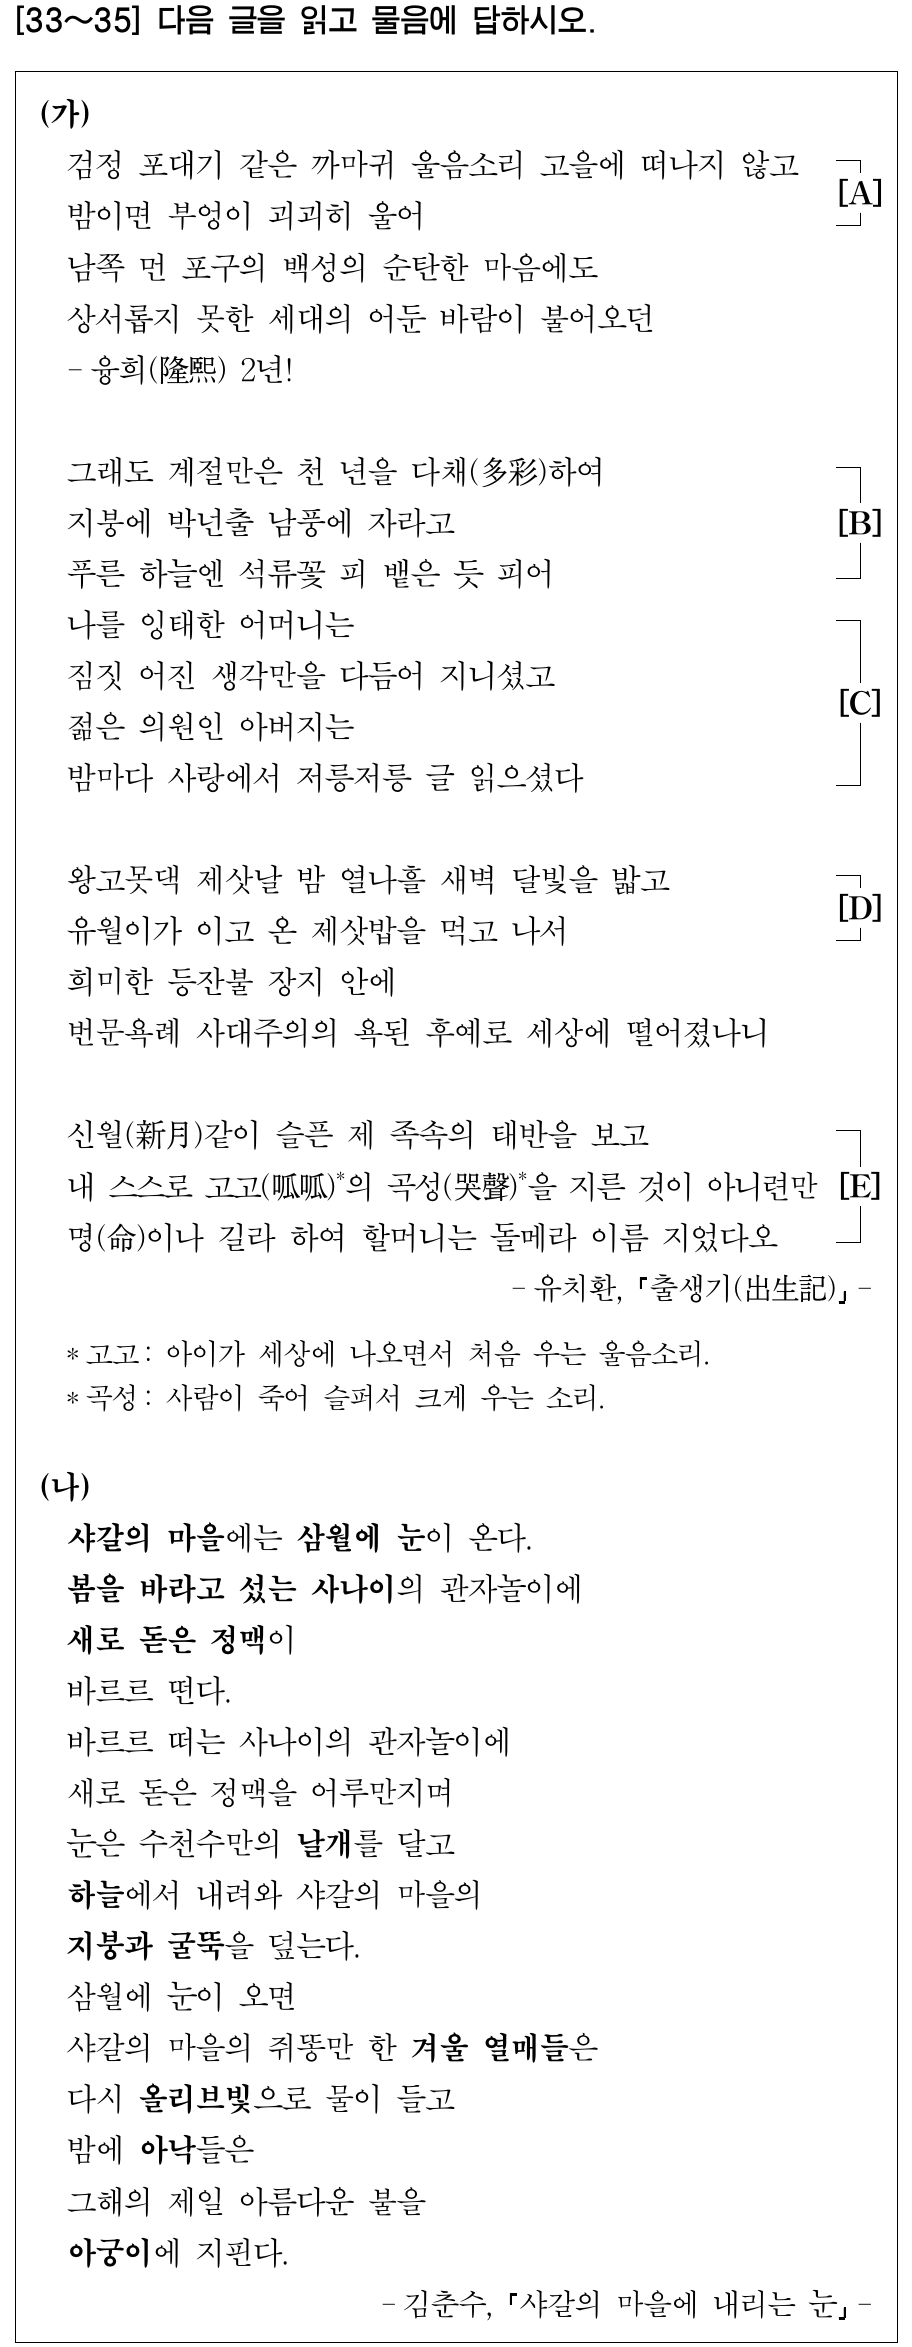 [33～35] 다음 글을 읽고 물음에 답하시오.
(가)
검정 포대기 같은 까마귀 울음소리 고을에 떠나지 않고
밤이면 부엉이 괴괴히 울어
[A]
남쪽 먼 포구의 백성의 순탄한 마음에도
상서롭지 못한 세대의 어둔 바람이 불어오던
- 융희(隆熙) 2년!
그래도 계절만은 천 년을 다채(多彩)하여
지붕에 박넌출 남풍에 자라고
[B]
푸른 하늘엔 석류꽃 피 뱉은 듯 피어
나를 잉태한 어머니는
짐짓 어진 생각만을 다듬어 지니셨고
[C]
젊은 의원인 아버지는
밤마다 사랑에서 저릉저릉 글 읽으셨다
왕고못댁 제삿날 밤 열나흘 새벽 달빛을 밟고
[D]
유월이가 이고 온 제삿밥을 먹고 나서
희미한 등잔불 장지 안에
번문욕례 사대주의의 욕된 후예로 세상에 떨어졌나니
신월(新月)같이 슬픈 제 족속의 태반을 보고
내 스스로 고고(呱呱)*의 곡성(哭聲)*을 지른 것이 아니련만 [E]
명(命)이나 길라 하여 할머니는 돌메라 이름 지었다오
- 유치환, 「출생기(出生記)」 -
* 고고 : 아이가 세상에 나오면서 처음 우는 울음소리.
* 곡성 : 사람이 죽어 슬퍼서 크게 우는 소리.
(나)
샤갈의 마을에는 삼월에 눈이 온다.
봄을 바라고 섰는 사나이의 관자놀이에
새로 돋은 정맥이
바르르 떤다.
바르르 떠는 사나이의 관자놀이에
새로 돋은 정맥을 어루만지며
눈은 수천수만의 날개를 달고
하늘에서 내려와 샤갈의 마을의
지붕과 굴뚝을 덮는다.
삼월에 눈이 오면
샤갈의 마을의 쥐똥만 한 겨울 열매들은
다시 올리브빛으로 물이 들고
밤에 아낙들은
그해의 제일 아름다운 불을
아궁이에 지핀다.
- 김춘수, 「샤갈의 마을에 내리는 눈」 -